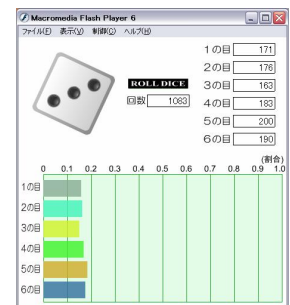 Macromedia Flash Player 6
ファイル(F) 表示(V) 制御(C) ヘルプ(H)
1の目 171
2の目 176
ROLL DICE 3の目 163
回数 1083 4の目 183
5の目 200
6の目 190
(割合)
0 0.1 0.2 0.3 0.4 0.5 0.6 0.7 0.8 0.9 1.0
1の目
2の目
3の目
4の目
5の目
6の目